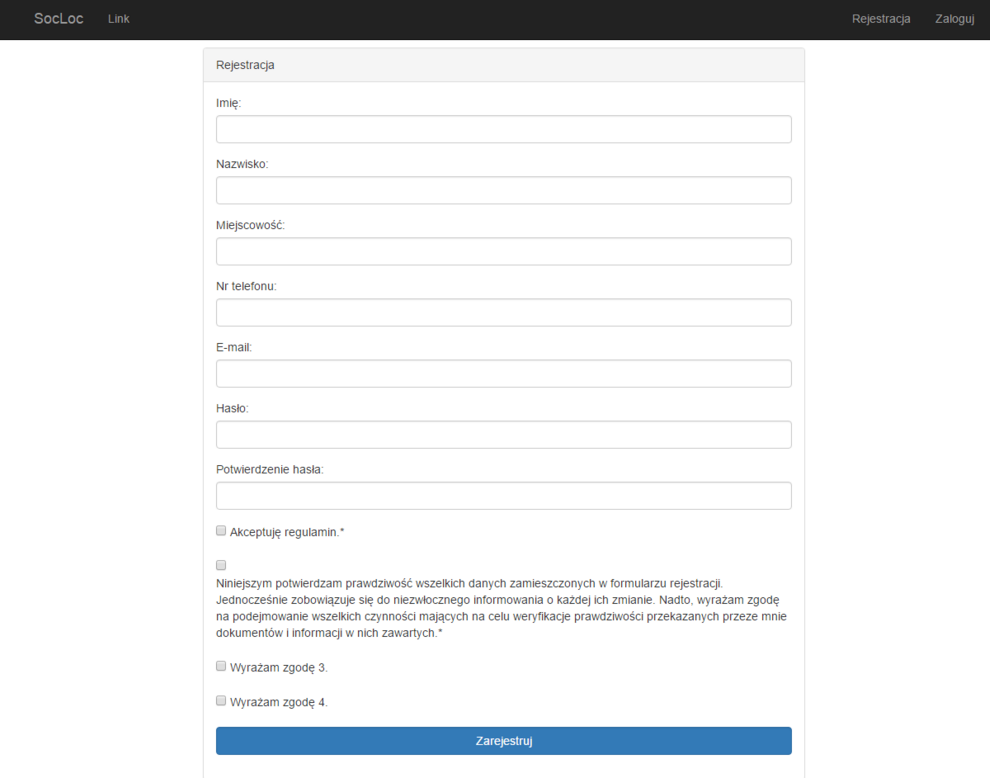 SocLoc Link Rejestracja Zaloguj
Rejestracja
Imię:
Nazwisko:
Miejscowość:
Nr telefonu:
E-mail:
Hasło:
Potwierdzenie hasła:
Akceptuję regulamin.*
Niniejszym potwierdzam prawdziwość wszelkich danych zamieszczonych w formularzu rejestracji.
Jednocześnie zobowiązuje się do niezwłocznego informowania o każdej ich zmianie. Nadto, wyrażam zgodę
na podejmowanie wszelkich czynności mających na celu weryfikacje prawdziwości przekazanych przeze mnie
dokumentów i informacji w nich zawartych.*
Wyrażam zgodę 3.
Wyrażam zgodę 4.
Zarejestruj